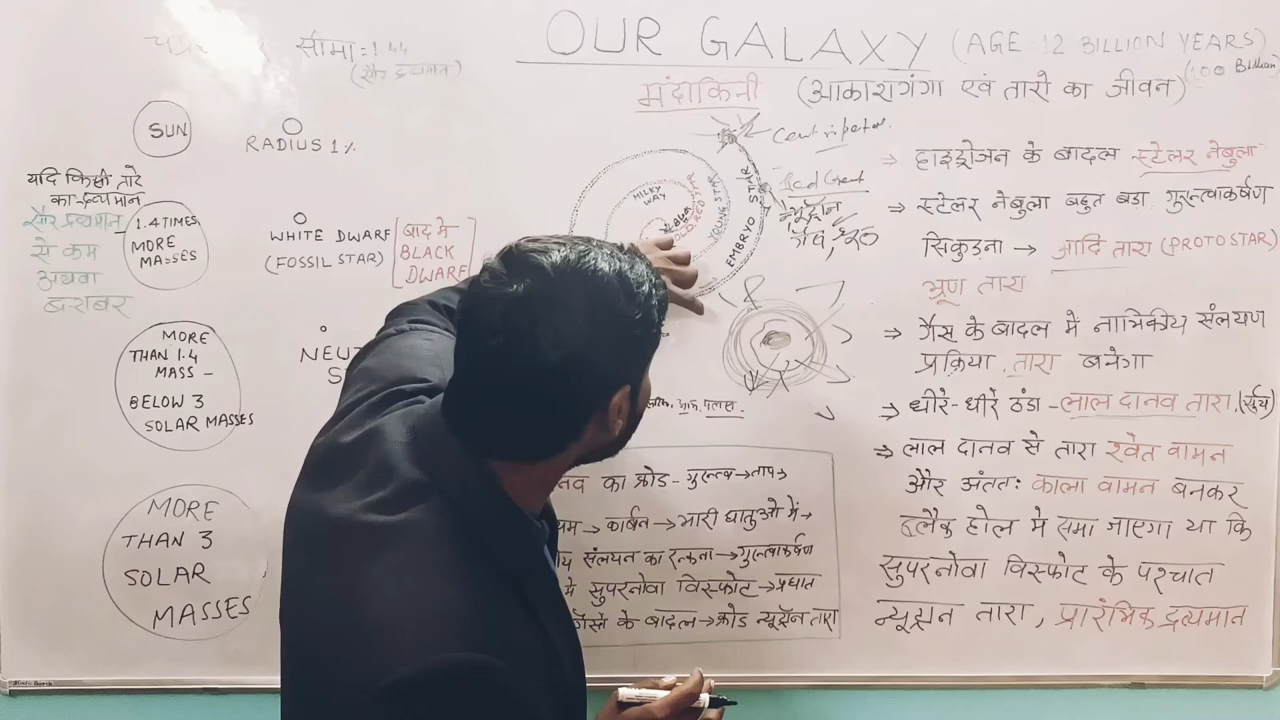 OUR GALAXY (AGE 12 BILLION YEARS)
(100 Billion)
मंदाकिनी (आकाशगंगा एवं तारो का जीवन)
सीमा = 1.44
(सौर द्रव्यमान)
SUN
RADIUS 1%
यदि किसी तारे
का द्रव्यमान
सौर द्रव्यमान
से कम
अथवा
बराबर
1.4 TIMES
MORE
MASSES
WHITE DWARF
(FOSSIL STAR)
बाद मे
BLACK
DWARF
MORE
THAN 1.4
MASS -
BELOW 3
SOLAR MASSES
NEU
S
MORE
THAN 3
SOLAR
MASSES
MILKY
WAY
OLD RED STAR
YOUNG STAR
EMBRYO STAR
न्यूट्रॉन
का क्रोड - गुरुत्व → ताप →
→ कार्बन → भारी धातुओ में →
संलयन का रुकना → गुरुत्वाकर्षण
मे सुपरनोवा विस्फोट → प्रघात
के बादल → क्रोड न्यूट्रॉन तारा
⇒ हाइड्रोजन के बादल स्टेलर नेबुला
⇒ स्टेलर नेबुला बहुत बडा, गुरुत्वाकर्षण
सिकुड़ना → आदि तारा (PROTOSTAR)
भ्रूण तारा
⇒ गैस के बादल मे नाभिकीय संलयण
प्रक्रिया, तारा बनेगा
⇒ धीरे-धीरे ठंडा - लाल दानव तारा,
⇒ लाल दानव से तारा श्वेत वामन
और अंततः काला वामन बनकर
ब्लैक होल मे समा जाएगा या कि
सुपरनोवा विस्फोट के पश्चात
न्यूट्रान तारा, प्रारंभिक द्रव्यमान